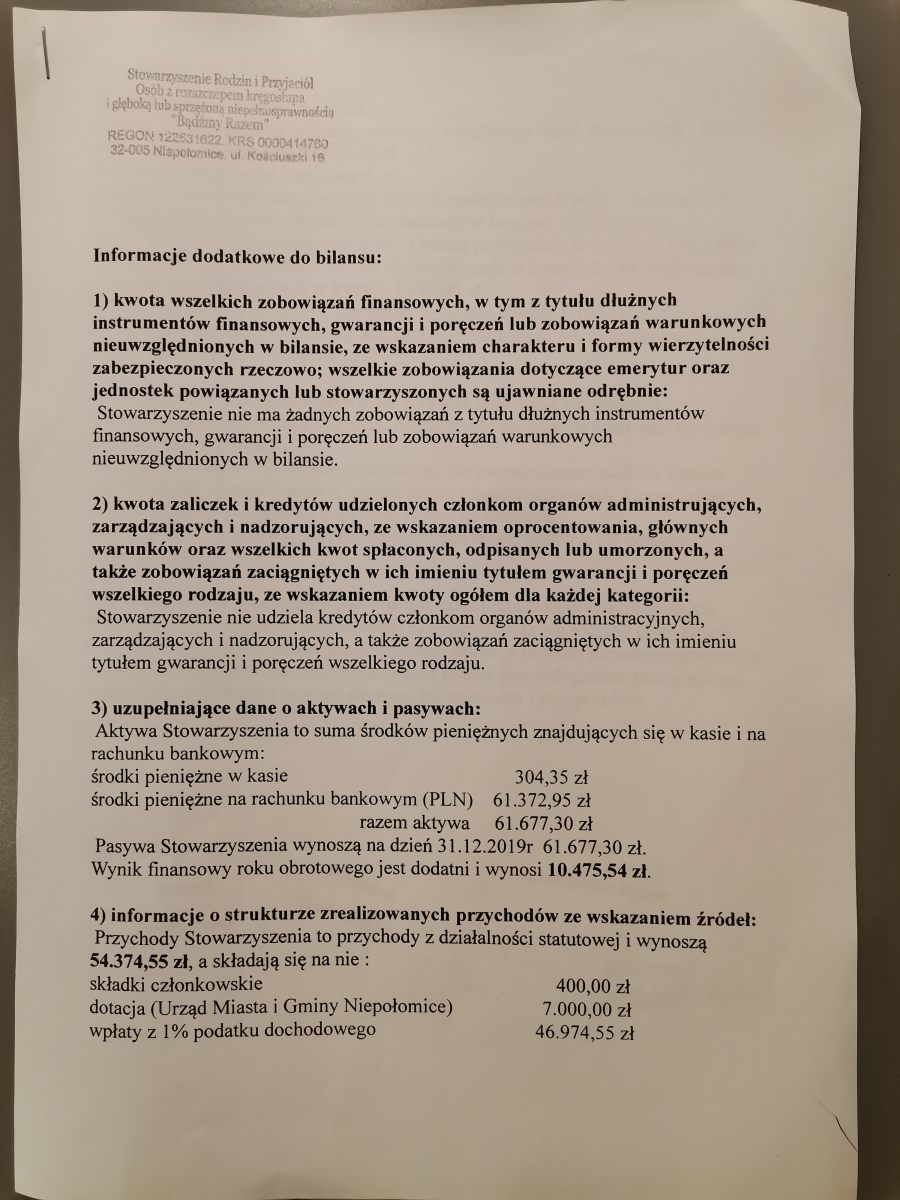 Stowarzyszenie Rodzin i Przyjaciół
Osób z rozszczepem kręgosłupa
i głęboką lub sprzężoną niepełnosprawnością
"Bądźmy Razem"
REGON 122531622, KRS 0000414760
32-005 Niepołomice, ul. Kościuszki 16
Informacje dodatkowe do bilansu:
1) kwota wszelkich zobowiązań finansowych, w tym z tytułu dłużnych
instrumentów finansowych, gwarancji i poręczeń lub zobowiązań warunkowych
nieuwzględnionych w bilansie, ze wskazaniem charakteru i formy wierzytelności
zabezpieczonych rzeczowo; wszelkie zobowiązania dotyczące emerytur oraz
jednostek powiązanych lub stowarzyszonych są ujawniane odrębnie:
Stowarzyszenie nie ma żadnych zobowiązań z tytułu dłużnych instrumentów
finansowych, gwarancji i poręczeń lub zobowiązań warunkowych
nieuwzględnionych w bilansie.
2) kwota zaliczek i kredytów udzielonych członkom organów administrujących,
zarządzających i nadzorujących, ze wskazaniem oprocentowania, głównych
warunków oraz wszelkich kwot spłaconych, odpisanych lub umorzonych, a
także zobowiązań zaciągniętych w ich imieniu tytułem gwarancji i poręczeń
wszelkiego rodzaju, ze wskazaniem kwoty ogółem dla każdej kategorii:
Stowarzyszenie nie udziela kredytów członkom organów administracyjnych,
zarządzających i nadzorujących, a także zobowiązań zaciągniętych w ich imieniu
tytułem gwarancji i poręczeń wszelkiego rodzaju.
3) uzupełniające dane o aktywach i pasywach:
Aktywa Stowarzyszenia to suma środków pieniężnych znajdujących się w kasie i na
rachunku bankowym:
środki pieniężne w kasie 304,35 zł
środki pieniężne na rachunku bankowym (PLN) 61.372,95 zł
razem aktywa 61.677,30 zł
Pasywa Stowarzyszenia wynoszą na dzień 31.12.2019r 61.677,30 zł.
Wynik finansowy roku obrotowego jest dodatni i wynosi 10.475,54 zł.
4) informacje o strukturze zrealizowanych przychodów ze wskazaniem źródeł:
Przychody Stowarzyszenia to przychody z działalności statutowej i wynoszą
54.374,55 zł, a składają się na nie :
składki członkowskie 400,00 zł
dotacja (Urząd Miasta i Gminy Niepołomice) 7.000,00 zł
wpłaty z 1% podatku dochodowego 46.974,55 zł